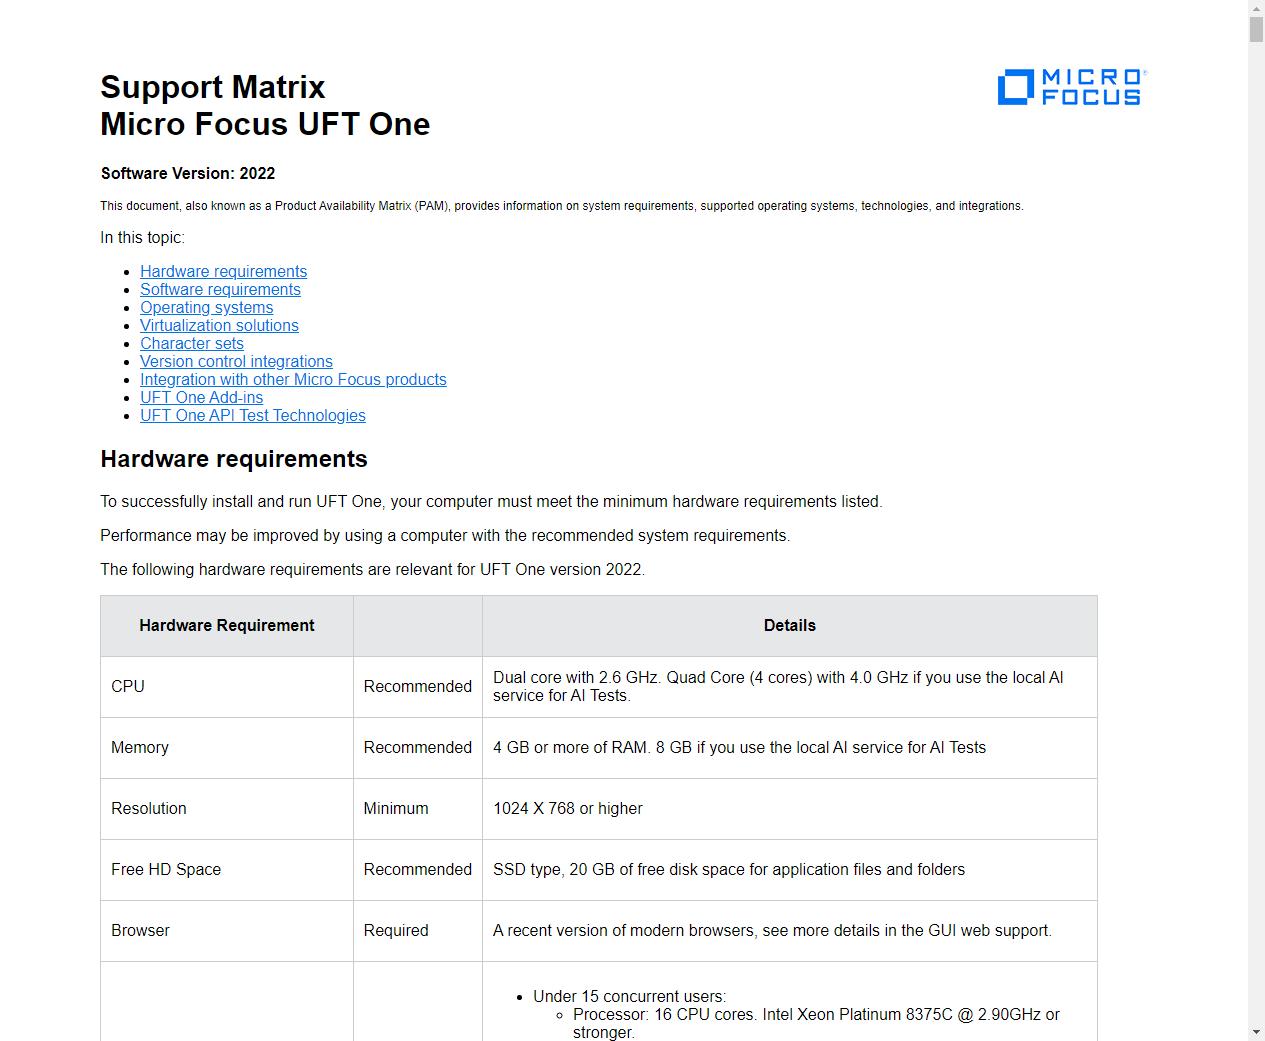 Support Matrix
Micro Focus UFT One
MICRO
FOCUS
Software Version: 2022
This document, also known as a Product Availability Matrix (PAM), provides information on system requirements, supported operating systems, technologies, and integrations.
In this topic:
Hardware requirements
Software requirements
Operating systems
Virtualization solutions
Character sets
Version control integrations
Integration with other Micro Focus products
UFT One Add-ins
UFT One API Test Technologies
Hardware requirements
To successfully install and run UFT One, your computer must meet the minimum hardware requirements listed.
Performance may be improved by using a computer with the recommended system requirements.
The following hardware requirements are relevant for UFT One version 2022.
Hardware Requirement Details
CPU Recommended Dual core with 2.6 GHz. Quad Core (4 cores) with 4.0 GHz if you use the local AI
service for AI Tests.
Memory Recommended 4 GB or more of RAM. 8 GB if you use the local AI service for AI Tests
Resolution Minimum 1024 X 768 or higher
Free HD Space Recommended SSD type, 20 GB of free disk space for application files and folders
Browser Required A recent version of modern browsers, see more details in the GUI web support.
Under 15 concurrent users:
Processor: 16 CPU cores. Intel Xeon Platinum 8375C @ 2.90GHz or
stronger.